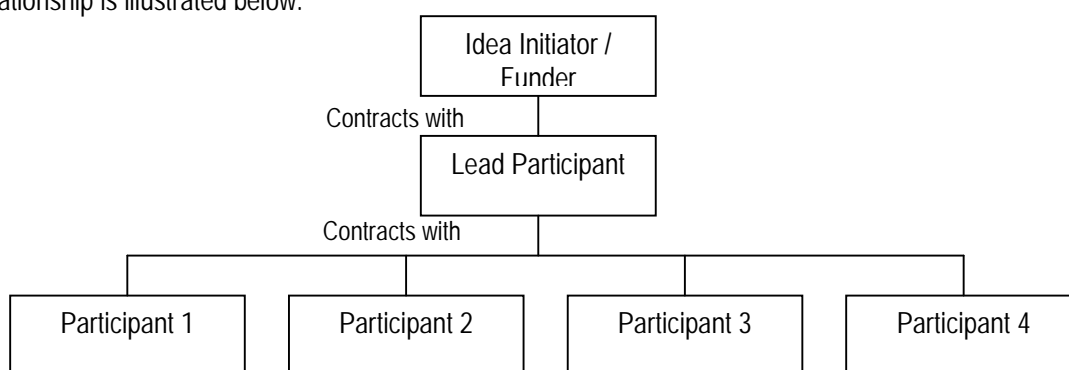 ationship is illustrated below.
Idea Initiator /
Funder
Contracts with
Lead Participant
Contracts with
Participant 1
Participant 2
Participant 3
Participant 4